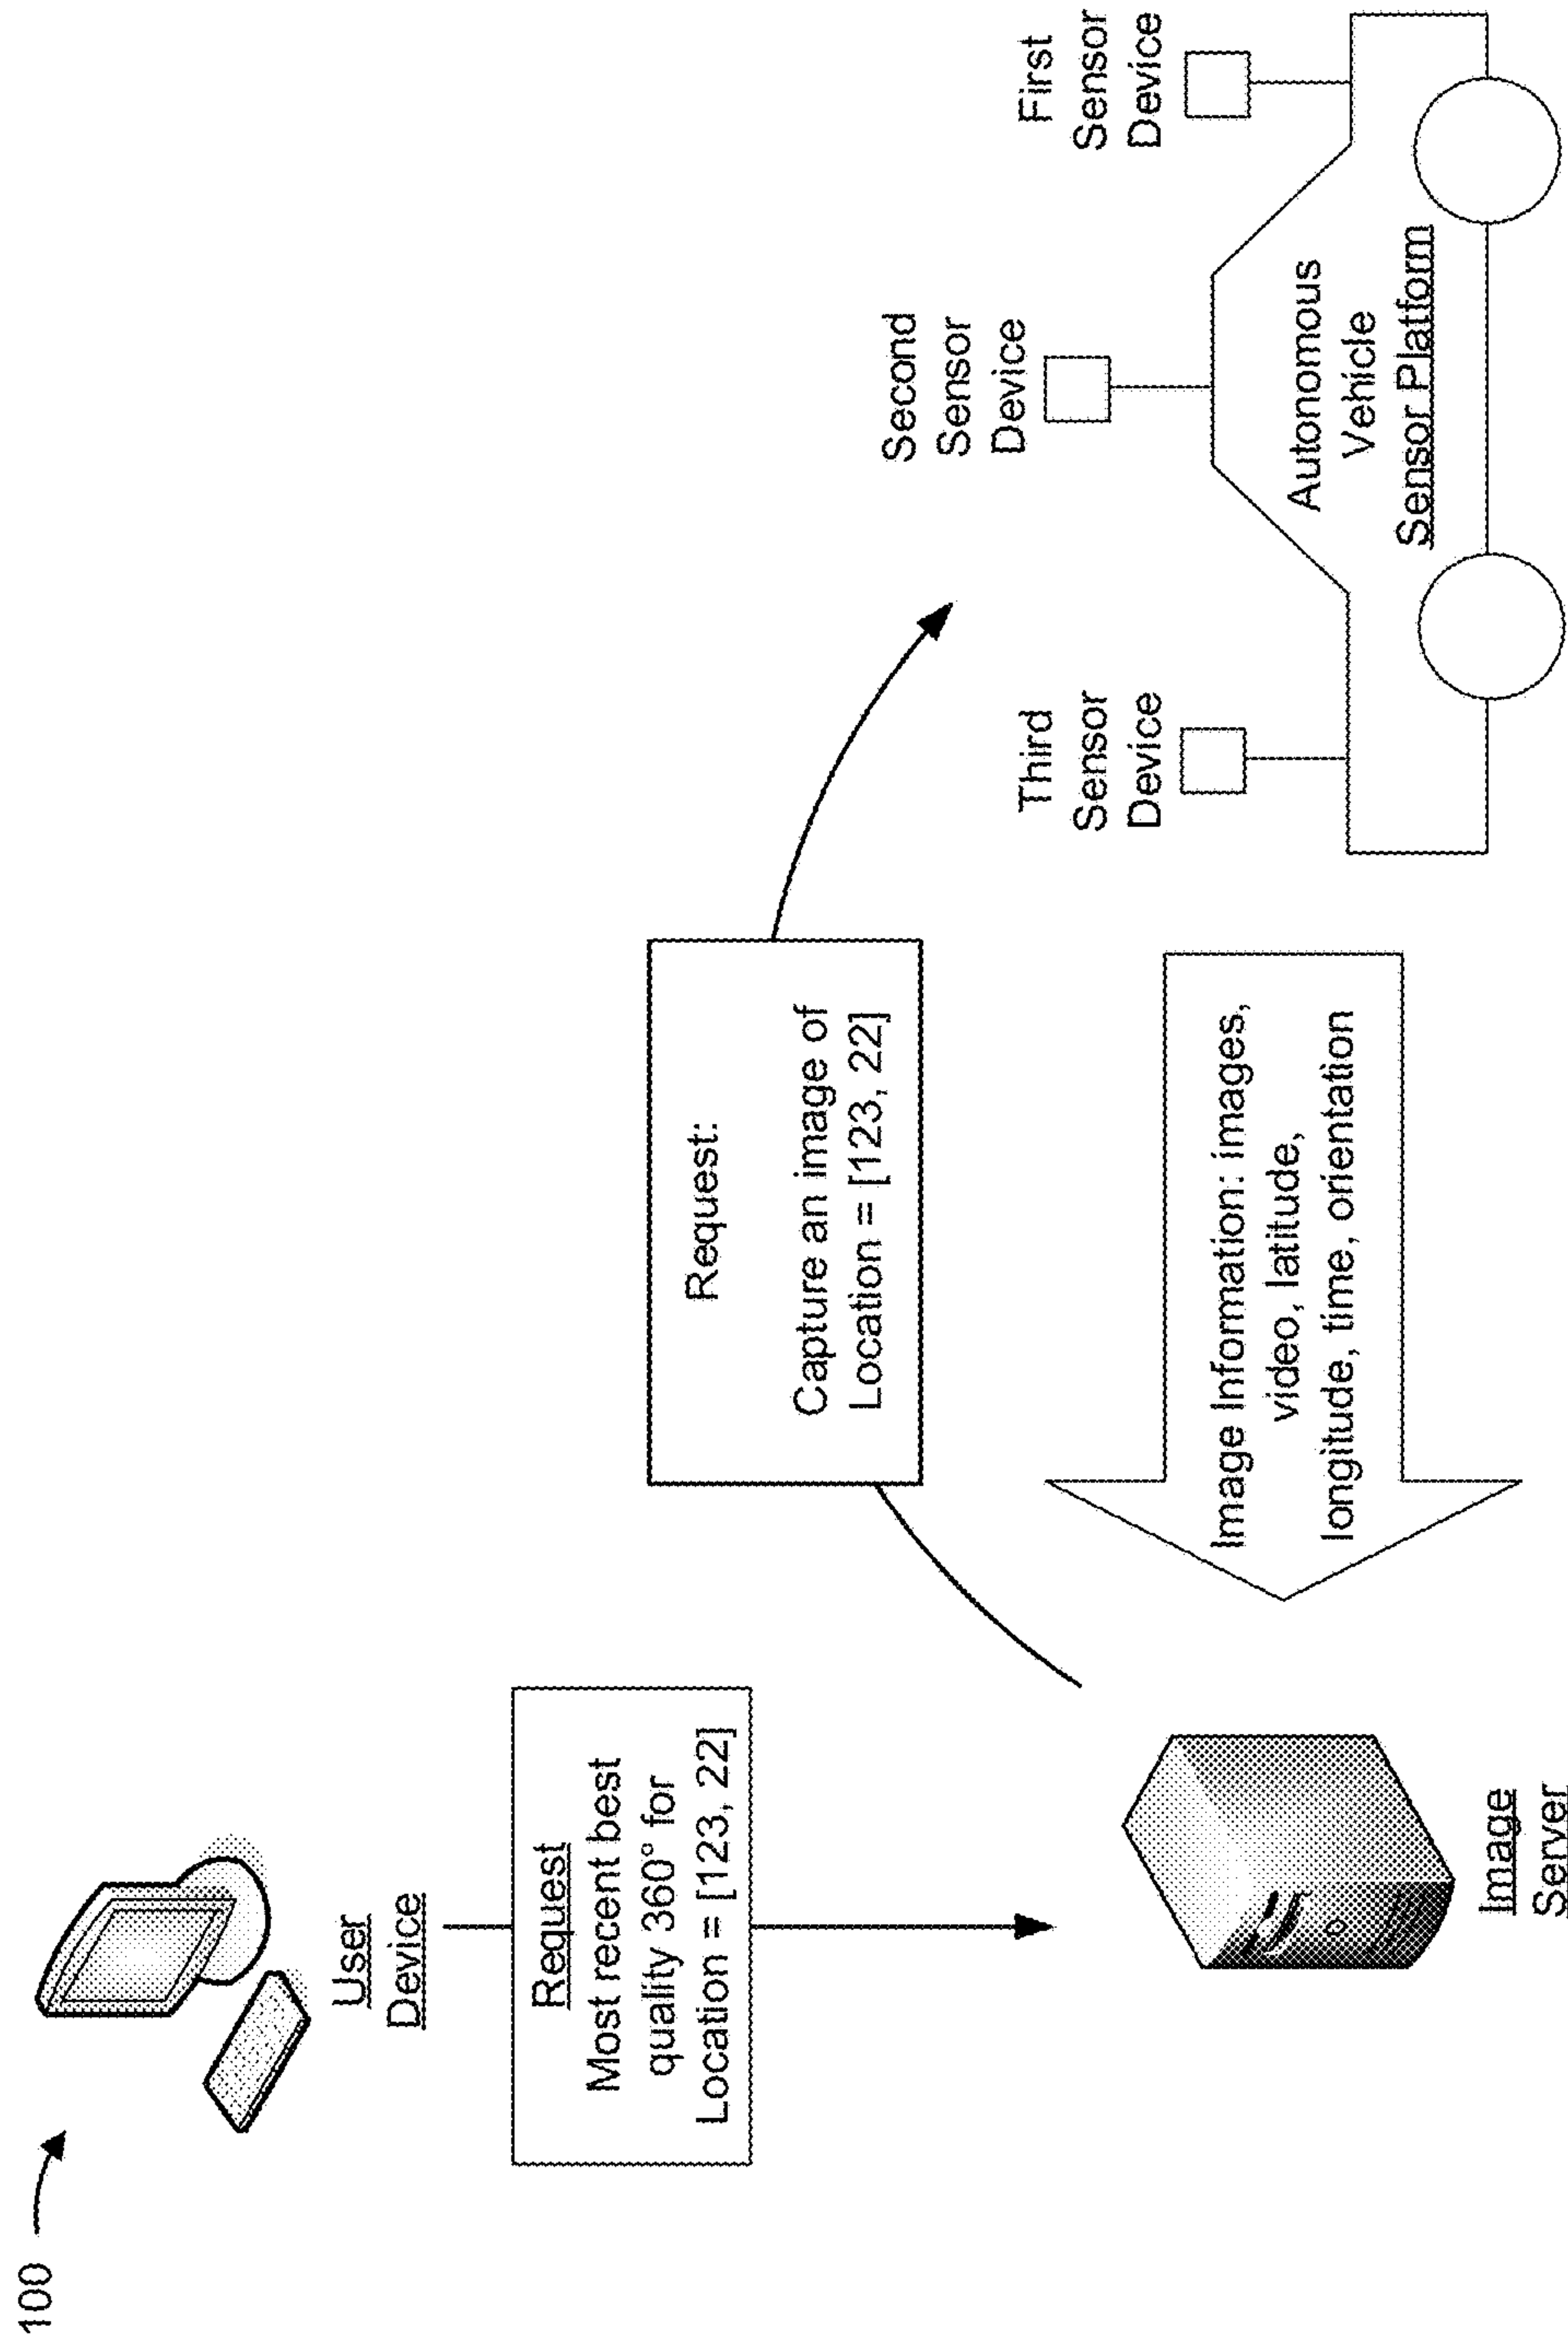 100
User
Device
Request
Most recent best
quality 360° for
Location = [123, 22]
Image
Server
Request:
Capture an image of
Location = [123, 22]
Image Information: images,
video, latitude,
longitude, time, orientation
Third
Sensor
Device
Second
Sensor
Device
First
Sensor
Device
Autonomous
Vehicle
Sensor Platform